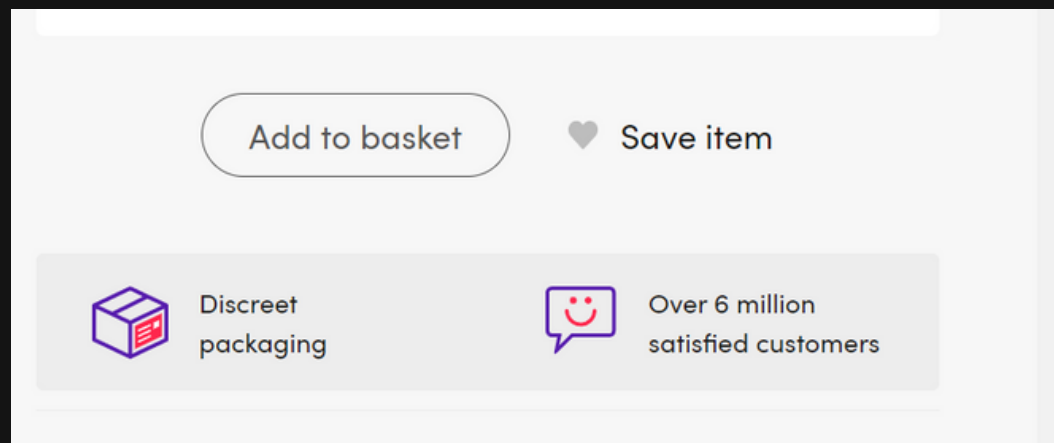 Add to basket
Save item
Discreet
packaging
Over 6 million
satisfied customers